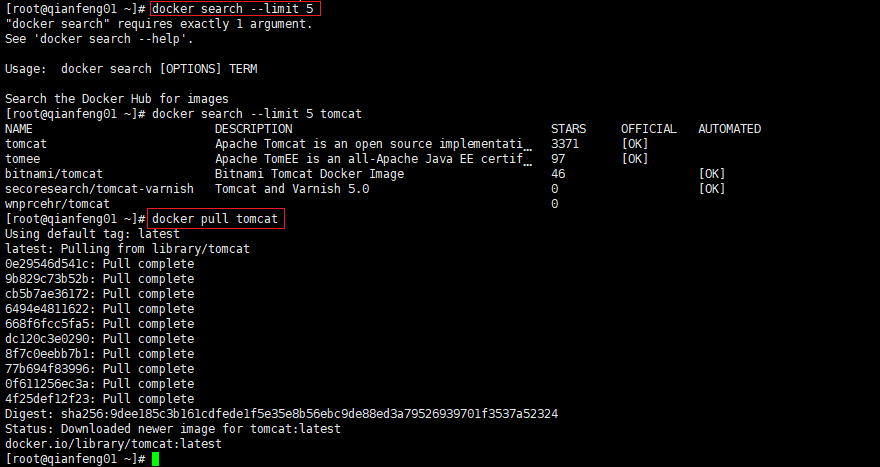 [root@qianfeng01 ~]# docker search --limit 5
"docker search" requires exactly 1 argument.
See 'docker search --help'.
Usage:  docker search [OPTIONS] TERM
Search the Docker Hub for images
[root@qianfeng01 ~]# docker search --limit 5 tomcat
NAME DESCRIPTION STARS OFFICIAL AUTOMATED
tomcat Apache Tomcat is an open source implementati… 3371 [OK]
tomee Apache TomEE is an all-Apache Java EE certif… 97 [OK]
bitnami/tomcat Bitnami Tomcat Docker Image 46 [OK]
secoresearch/tomcat-varnish Tomcat and Varnish 5.0 0 [OK]
wnprcehr/tomcat 0
[root@qianfeng01 ~]# docker pull tomcat
Using default tag: latest
latest: Pulling from library/tomcat
0e29546d541c: Pull complete
9b829c73b52b: Pull complete
cb5b7ae36172: Pull complete
6494e4811622: Pull complete
668f6fcc5fa5: Pull complete
dc120c3e0290: Pull complete
8f7c0eebb7b1: Pull complete
77b694f83996: Pull complete
0f611256ec3a: Pull complete
4f25def12f23: Pull complete
Digest: sha256:9dee185c3b161cdfede1f5e35e8b56ebc9de88ed3a79526939701f3537a52324
Status: Downloaded newer image for tomcat:latest
docker.io/library/tomcat:latest
[root@qianfeng01 ~]#